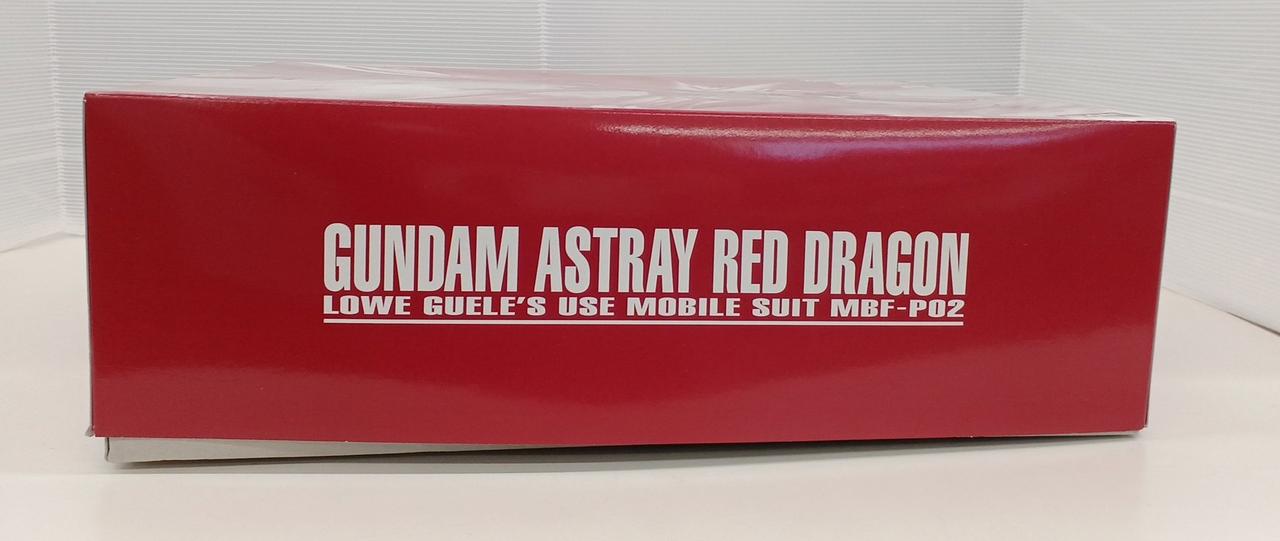 GUNDAM ASTRAY RED DRAGON
LOWE GUELE'S USE MOBILE SUIT MBF-P02